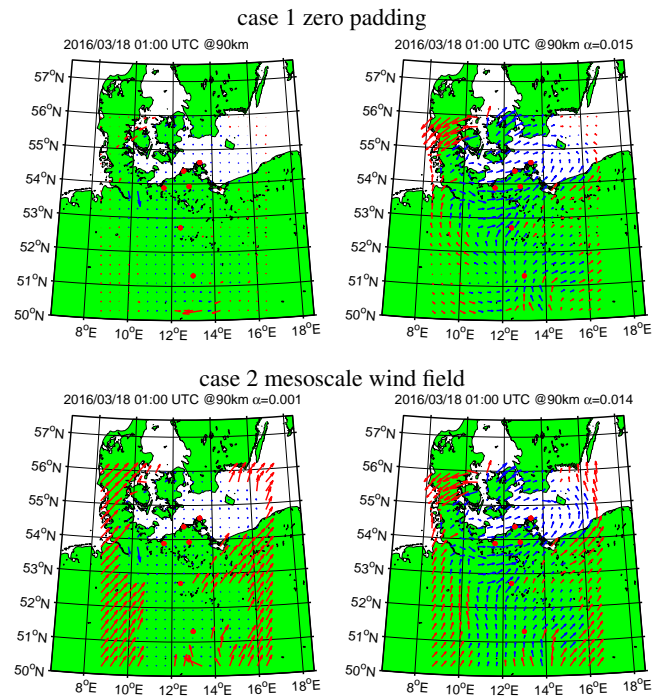 case 1 zero padding
2016/03/18 01:00 UTC @90km
2016/03/18 01:00 UTC @90km α=0.015
57°N
56°N
55°N
54°N
53°N
52°N
51°N
50°N
8°E 10°E 12°E 14°E 16°E 18°E
57°N
56°N
55°N
54°N
53°N
52°N
51°N
50°N
8°E 10°E 12°E 14°E 16°E 18°E
case 2 mesoscale wind field
2016/03/18 01:00 UTC @90km α=0.001
2016/03/18 01:00 UTC @90km α=0.014
57°N
56°N
55°N
54°N
53°N
52°N
51°N
50°N
8°E 10°E 12°E 14°E 16°E 18°E
57°N
56°N
55°N
54°N
53°N
52°N
51°N
50°N
8°E 10°E 12°E 14°E 16°E 18°E